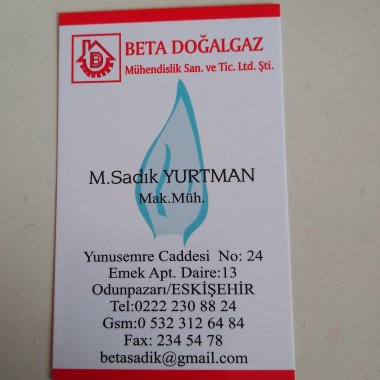 BETA DOĞALGAZ
Mühendislik San. ve Tic. Ltd. Şti.
M.Sadık YURTMAN
Mak.Müh.
Yunusemre Caddesi No: 24
Emek Apt. Daire:13
Odunpazarı/ESKİŞEHİR
Tel:0222 230 88 24
Gsm:0 532 312 64 84
Fax: 234 54 78
betasadik@gmail.com